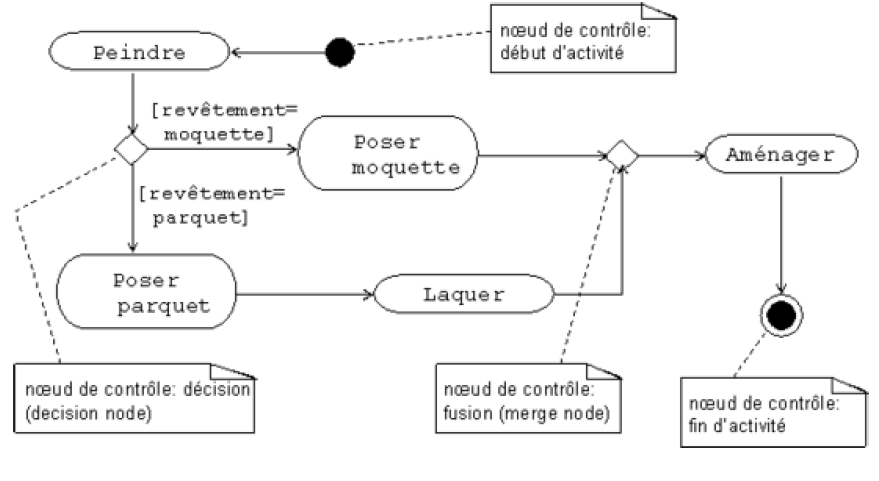 nœud de contrôle:
début d'activité
Peindre
[revêtement=
moquette]
Poser
moquette
Aménager
[revêtement=
parquet]
Poser
parquet
Laquer
nœud de contrôle: décision
(decision node)
nœud de contrôle:
fusion (merge node)
nœud de contrôle:
fin d'activité